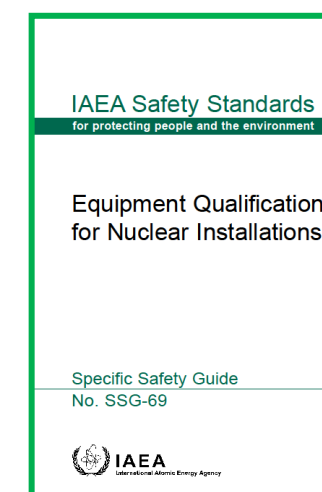 IAEA Safety Standards
for protecting people and the environment
Equipment Qualification
for Nuclear Installations
Specific Safety Guide
No. SSG-69
IAEA
International Atomic Energy Agency